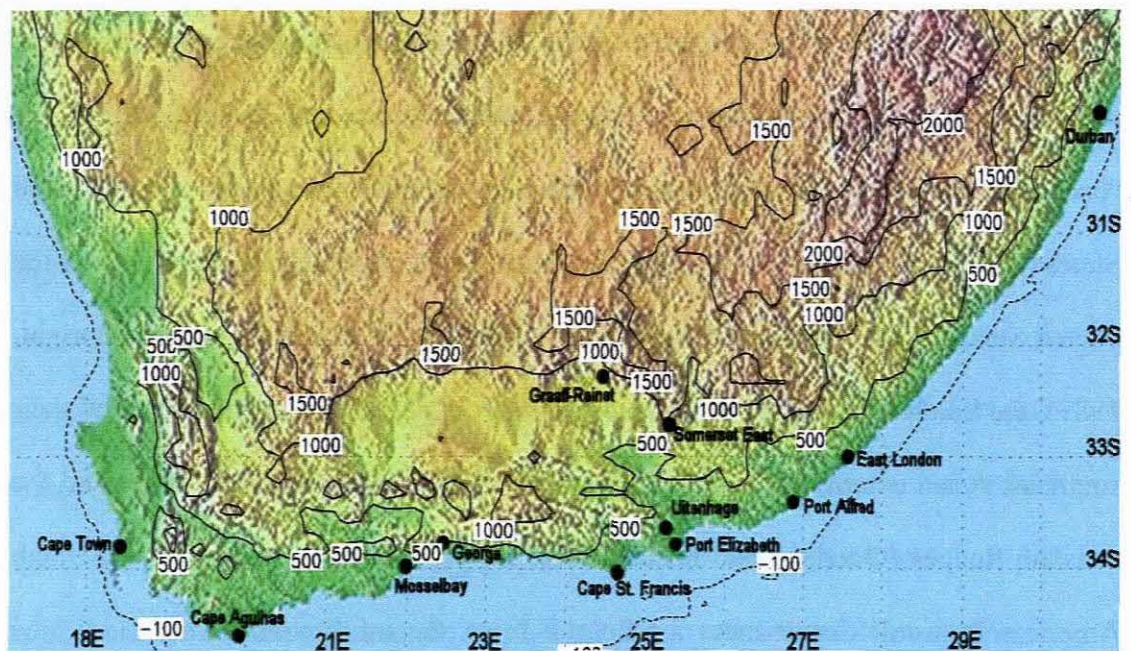 2000
1500
Durban
1000
1500
1000
1500
1500
1000
31S
2000
500
1500
1500
1000
32S
500
500
1000
1500
1000
1500
Graaff-Reinet
1500
1000
1000
Somerset East
500
500
East London
33S
Port Alfred
1000
500
Uitenhage
Cape Town
500
500
500
500
George
Port Elizabeth
-100
34S
Mosselbay
Cape St. Francis
-100
Cape Agulhas
18E
21E
23E
25E
27E
29E